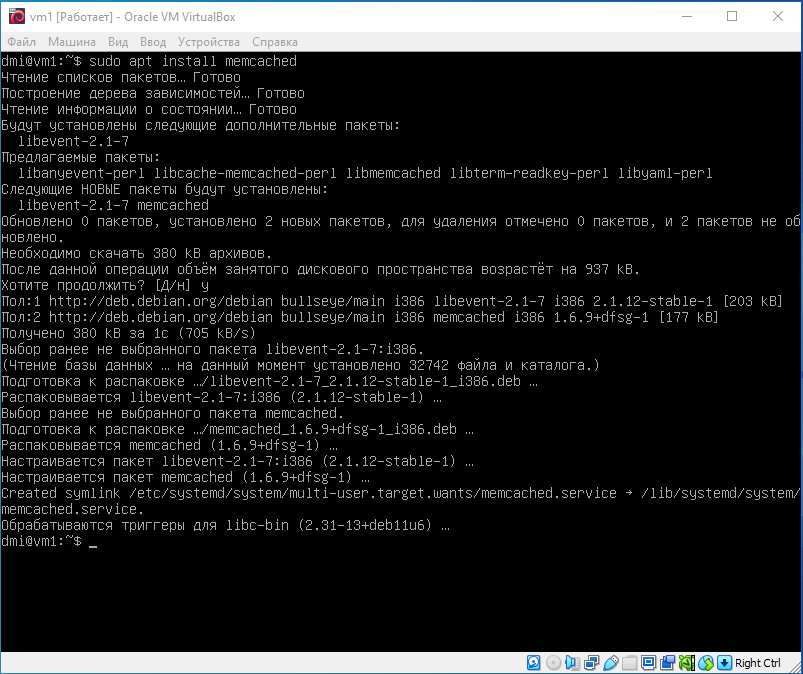 vm1 [Работает] - Oracle VM VirtualBox
Файл Машина Вид Ввод Устройства Справка
dmi@vm1:~$ sudo apt install memcached
Чтение списков пакетов… Готово
Построение дерева зависимостей… Готово
Чтение информации о состоянии… Готово
Будут установлены следующие дополнительные пакеты:
  libevent-2.1-7
Предлагаемые пакеты:
  libanyevent-perl libcache-memcached-perl libmemcached libterm-readkey-perl libyaml-perl
Следующие НОВЫЕ пакеты будут установлены:
  libevent-2.1-7 memcached
Обновлено 0 пакетов, установлено 2 новых пакетов, для удаления отмечено 0 пакетов, и 2 пакетов не об
новлено.
Необходимо скачать 380 kB архивов.
После данной операции объём занятого дискового пространства возрастёт на 937 kB.
Хотите продолжить? [Д/н] y
Пол:1 http://deb.debian.org/debian bullseye/main i386 libevent-2.1-7 i386 2.1.12-stable-1 [203 kB]
Пол:2 http://deb.debian.org/debian bullseye/main i386 memcached i386 1.6.9+dfsg-1 [177 kB]
Получено 380 kB за 1с (705 kB/s)
Выбор ранее не выбранного пакета libevent-2.1-7:i386.
(Чтение базы данных … на данный момент установлено 32742 файла и каталога.)
Подготовка к распаковке …/libevent-2.1-7_2.1.12-stable-1_i386.deb …
Распаковывается libevent-2.1-7:i386 (2.1.12-stable-1) …
Выбор ранее не выбранного пакета memcached.
Подготовка к распаковке …/memcached_1.6.9+dfsg-1_i386.deb …
Распаковывается memcached (1.6.9+dfsg-1) …
Настраивается пакет libevent-2.1-7:i386 (2.1.12-stable-1) …
Настраивается пакет memcached (1.6.9+dfsg-1) …
Created symlink /etc/systemd/system/multi-user.target.wants/memcached.service → /lib/systemd/system/
memcached.service.
Обрабатываются триггеры для libc-bin (2.31-13+deb11u6) …
dmi@vm1:~$ _
Right Ctrl